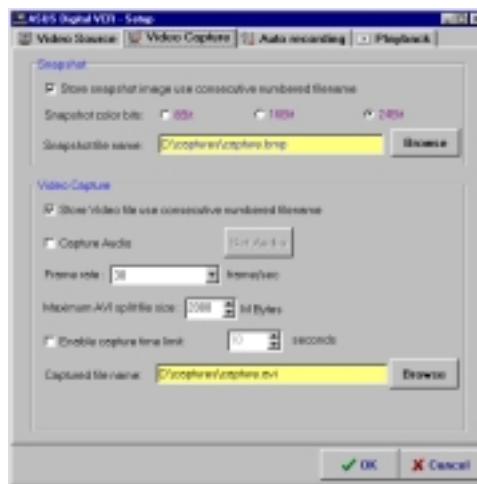 ASUS Digital VCR - Setup
Video Source Video Capture Auto recording Playback
Snapshot
Store snapshot image use consecutive numbered filename
Snapshot color bits: 8Bit 16Bit 24Bit
Snapshot file name: D:\captures\capture.bmp Browse
Video Capture
Store Video file use consecutive numbered filename
Capture Audio Set Audio
Frame rate: 30 frame/sec
Maximum AVI split file size: 2000 M Bytes
Enable capture time limit: 10 seconds
Captured file name: D:\captures\capture.avi Browse
OK Cancel